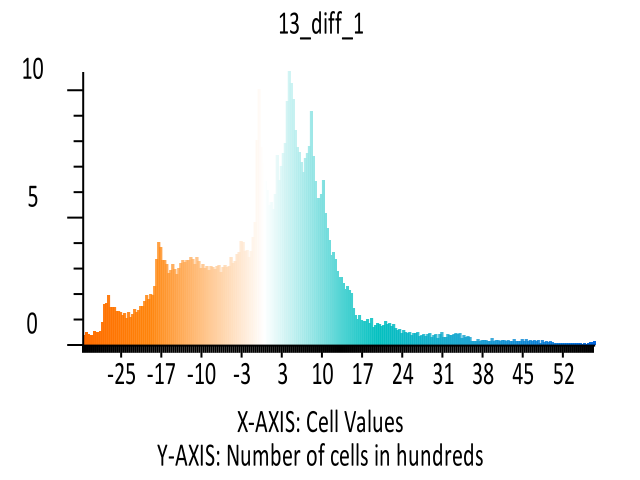 13_diff_1
10
5
0
-25 -17 -10 -3 3 10 17 24 31 38 45 52
X-AXIS: Cell Values
Y-AXIS: Number of cells in hundreds